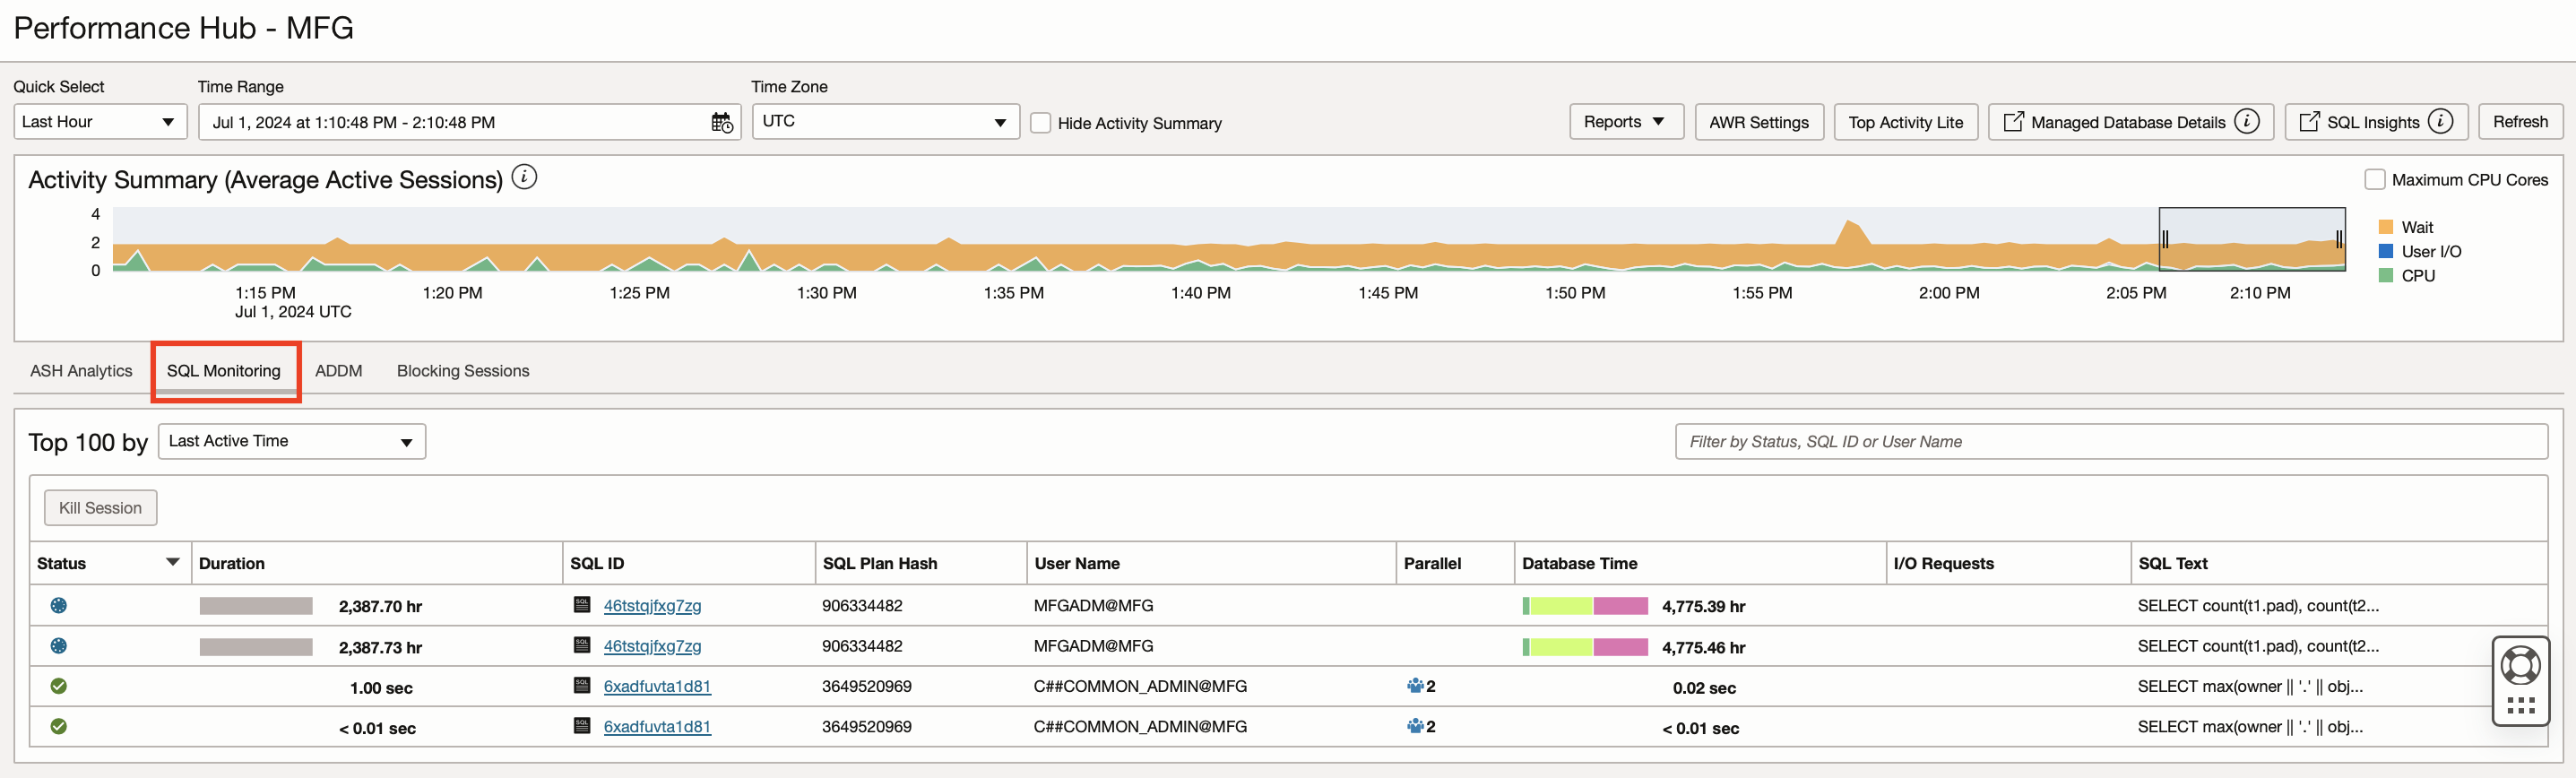 Performance Hub - MFG
Quick Select Time Range Time Zone
Last Hour Jul 1, 2024 at 1:10:48 PM - 2:10:48 PM UTC Hide Activity Summary Reports AWR Settings Top Activity Lite Managed Database Details i SQL Insights i Refresh
Activity Summary (Average Active Sessions) i Maximum CPU Cores
4
2
0
Wait
User I/O
CPU
1:15 PM 1:20 PM 1:25 PM 1:30 PM 1:35 PM 1:40 PM 1:45 PM 1:50 PM 1:55 PM 2:00 PM 2:05 PM 2:10 PM
Jul 1, 2024 UTC
ASH Analytics SQL Monitoring ADDM Blocking Sessions
Top 100 by Last Active Time Filter by Status, SQL ID or User Name
Kill Session
Status Duration SQL ID SQL Plan Hash User Name Parallel Database Time I/O Requests SQL Text
2,387.70 hr SQL 46tstqjfxg7zg 906334482 MFGADM@MFG 4,775.39 hr SELECT count(t1.pad), count(t2...
2,387.73 hr SQL 46tstqjfxg7zg 906334482 MFGADM@MFG 4,775.46 hr SELECT count(t1.pad), count(t2...
1.00 sec SQL 6xadfuvta1d81 3649520969 C##COMMON_ADMIN@MFG 2 0.02 sec SELECT max(owner || '.' || obj...
< 0.01 sec SQL 6xadfuvta1d81 3649520969 C##COMMON_ADMIN@MFG 2 < 0.01 sec SELECT max(owner || '.' || obj...